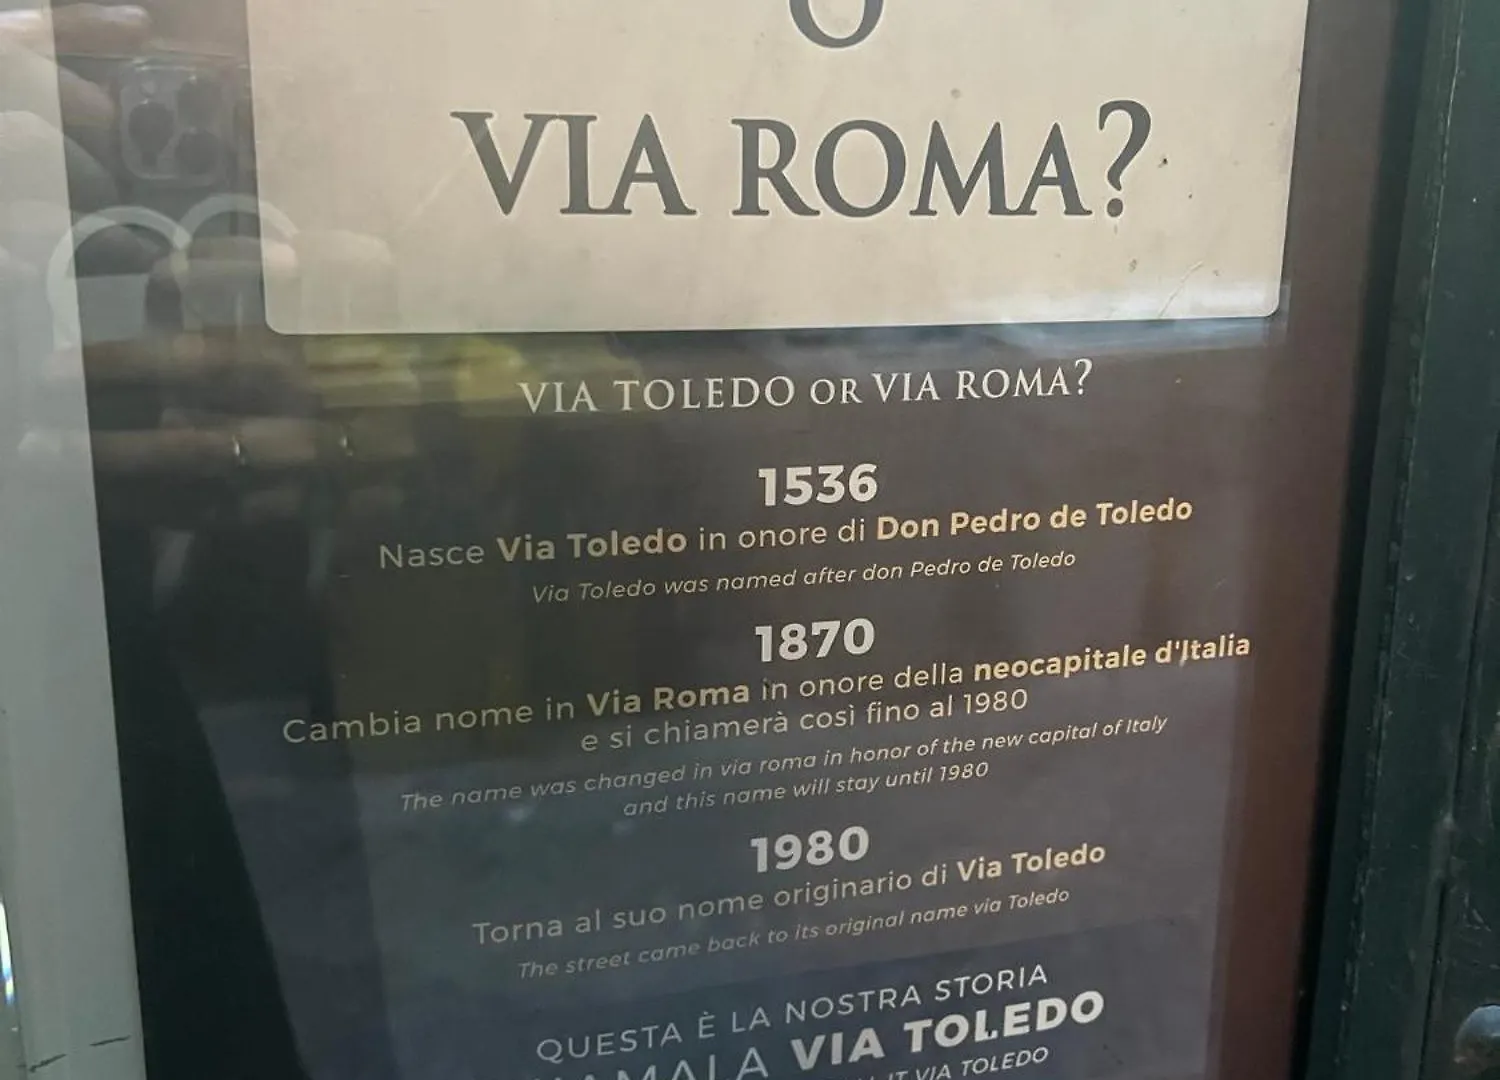 O
VIA ROMA?
VIA TOLEDO OR VIA ROMA?
1536
Nasce Via Toledo in onore di Don Pedro de Toledo
Via Toledo was named after don Pedro de Toledo
1870
Cambia nome in Via Roma in onore della neocapitale d'Italia
e si chiamerà così fino al 1980
The name was changed in via roma in honor of the new capital of Italy
and this name will stay until 1980
1980
Torna al suo nome originario di Via Toledo
The street came back to its original name via Toledo
QUESTA È LA NOSTRA STORIA
VIA TOLEDO
IT VIA TOLEDO